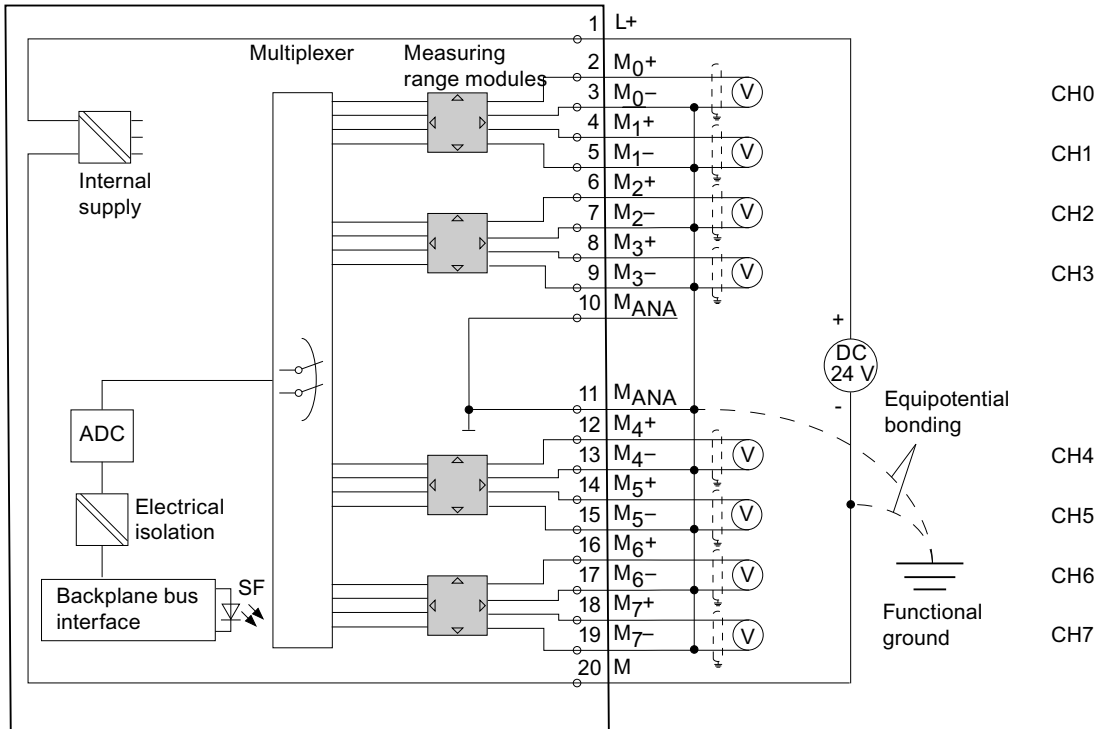 1 L+
Multiplexer
Measuring
range modules
2 M0+
3 M0–
CH0
4 M1+
5 M1–
CH1
Internal
supply
6 M2+
7 M2–
CH2
8 M3+
9 M3–
CH3
10 MANA
+
DC
24 V
-
11 MANA
Equipotential
bonding
12 M4+
13 M4–
CH4
ADC
14 M5+
15 M5–
CH5
Electrical
isolation
16 M6+
17 M6–
CH6
Backplane bus
interface
SF
18 M7+
19 M7–
CH7
Functional
ground
20 M
V
V
V
V
V
V
V
V